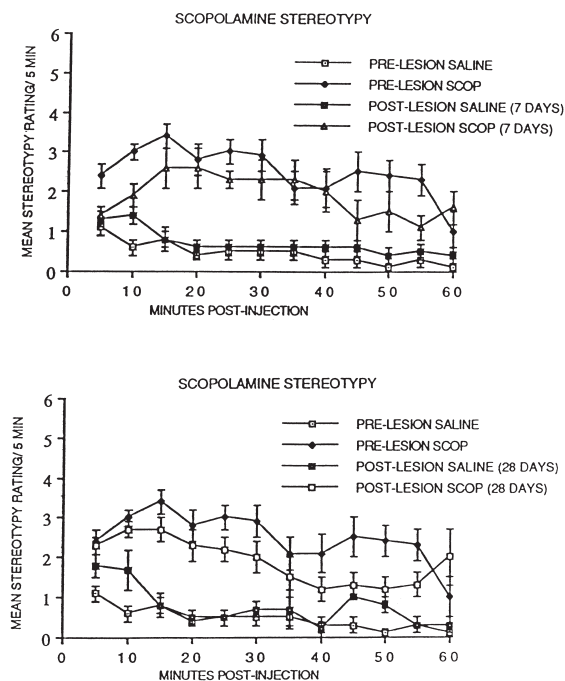 SCOPOLAMINE STEREOTYPY
MEAN STEREOTYPY RATING/ 5 MIN
6
5
4
3
2
1
0
PRE-LESION SALINE
PRE-LESION SCOP
POST-LESION SALINE (7 DAYS)
POST-LESION SCOP (7 DAYS)
0 10 20 30 40 50 60
MINUTES POST-INJECTION
SCOPOLAMINE STEREOTYPY
MEAN STEREOTYPY RATING/ 5 MIN
6
5
4
3
2
1
0
PRE-LESION SALINE
PRE-LESION SCOP
POST-LESION SALINE (28 DAYS)
POST-LESION SCOP (28 DAYS)
0 10 20 30 40 50 60
MINUTES POST-INJECTION